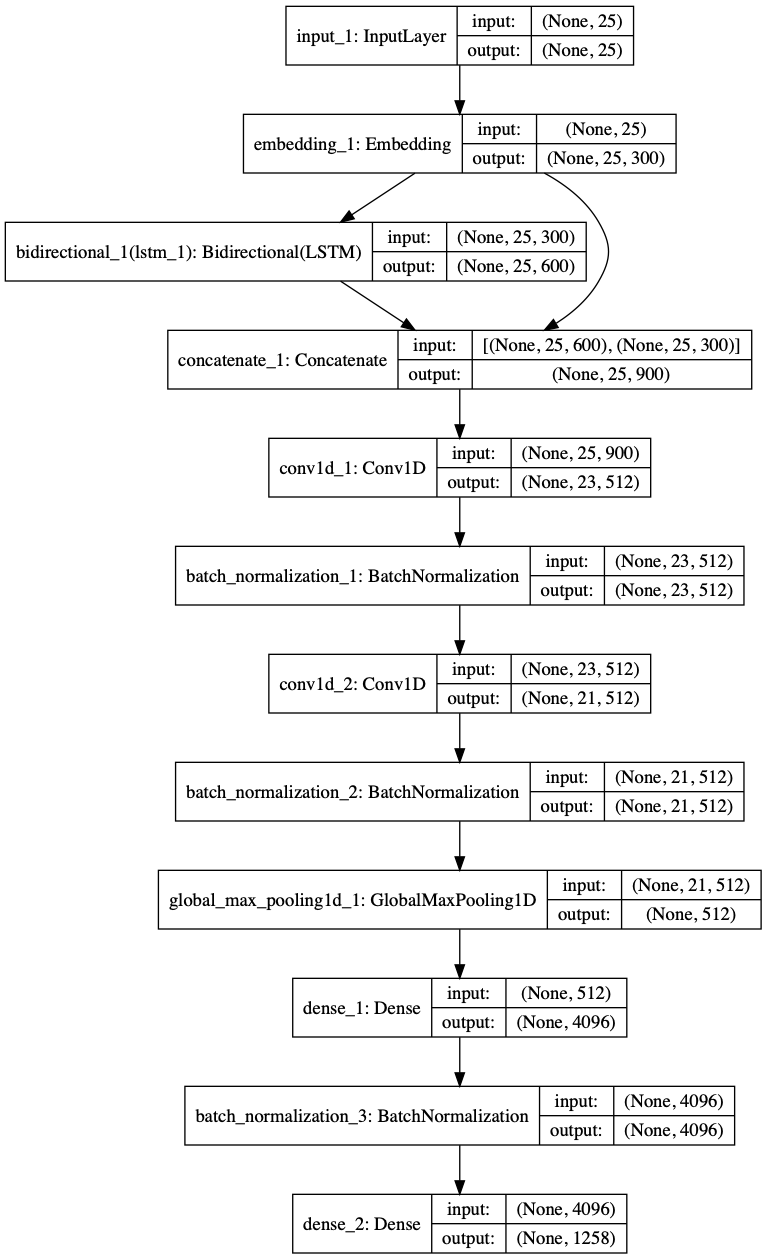 input_1: InputLayer
input: (None, 25)
output: (None, 25)
embedding_1: Embedding
input: (None, 25)
output: (None, 25, 300)
bidirectional_1(lstm_1): Bidirectional(LSTM)
input: (None, 25, 300)
output: (None, 25, 600)
concatenate_1: Concatenate
input: [(None, 25, 600), (None, 25, 300)]
output: (None, 25, 900)
conv1d_1: Conv1D
input: (None, 25, 900)
output: (None, 23, 512)
batch_normalization_1: BatchNormalization
input: (None, 23, 512)
output: (None, 23, 512)
conv1d_2: Conv1D
input: (None, 23, 512)
output: (None, 21, 512)
batch_normalization_2: BatchNormalization
input: (None, 21, 512)
output: (None, 21, 512)
global_max_pooling1d_1: GlobalMaxPooling1D
input: (None, 21, 512)
output: (None, 512)
dense_1: Dense
input: (None, 512)
output: (None, 4096)
batch_normalization_3: BatchNormalization
input: (None, 4096)
output: (None, 4096)
dense_2: Dense
input: (None, 4096)
output: (None, 1258)